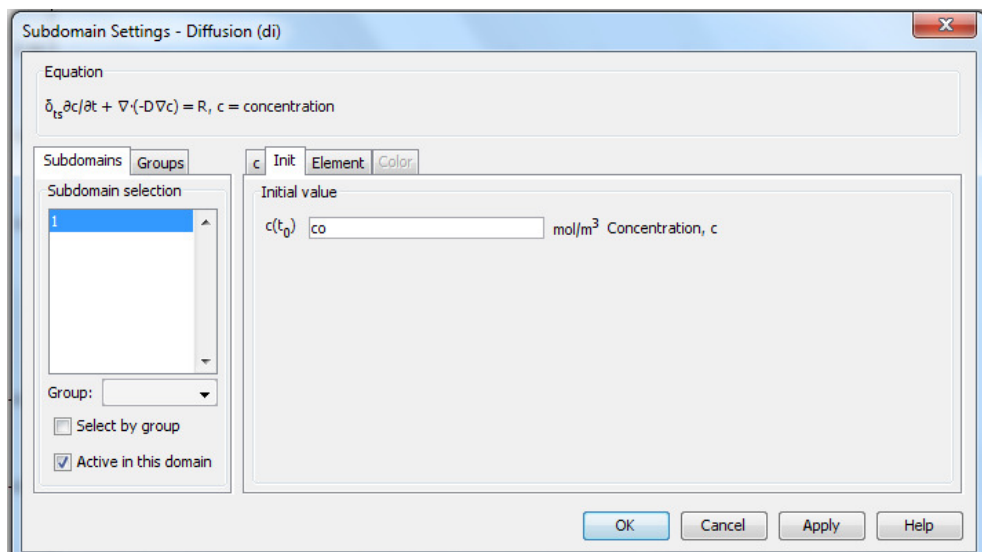 Subdomain Settings - Diffusion (di)
Equation
δts∂c/∂t + ∇·(-D∇c) = R, c = concentration
Subdomains Groups
c Init Element Color
Subdomain selection
1
Initial value
c(t0) co mol/m³ Concentration, c
Group:
Select by group
Active in this domain
OK Cancel Apply Help